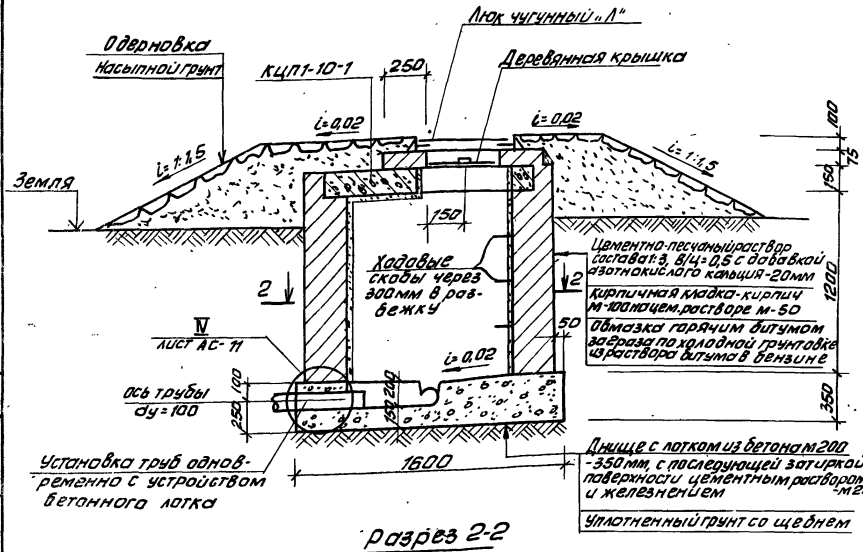 Люк чугунный „Л"
Одерновка
Насыпной грунт
КЦП1-10-1
250
Деревянная крышка
i=0,02
i=0,02
i=1:1,5
i=1:1,5
100
75
150
Земля
150
Ходовые
скобы через
300мм в раз-
бежку
Цементно-песчаный раствор
состава 1:3, В/Ц=0,5 с дабавкой
азотнокислого кальция-20мм
кирпичная кладка-кирпич
М-100 на цем. растворе М-50
Обмазка гарячим битумом
за 2 раза по холодной грунтовке
из раствора битума в бензине
1200
2
2
50
IV
лист АС-11
i=0,02
ось трубы
dy=100
100
250
200
150
350
1600
Установка труб однов-
ременно с устройством
бетонного лотка
Днище с лотком из бетона М200
-350мм, с последующей затиркой
поверхности цементным раствором
и железнением
Уплотненный грунт со щебнем
разрез 2-2